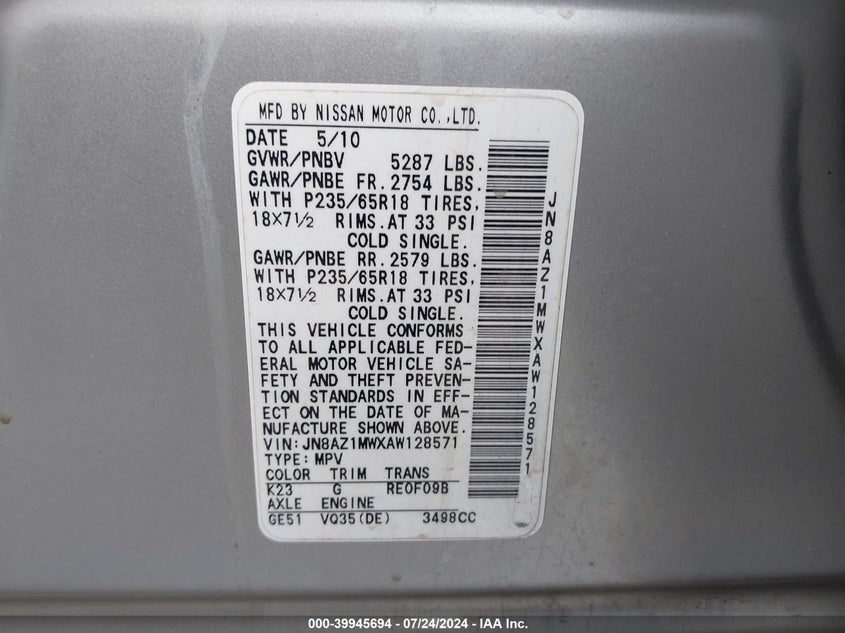 MFD BY NISSAN MOTOR CO.,LTD.
DATE 5/10
GVWR/PNBV 5287 LBS.
GAWR/PNBE FR.2754 LBS.
WITH P235/65R18 TIRES,
18X7½ RIMS.AT 33 PSI
COLD SINGLE.
GAWR/PNBE RR.2579 LBS.
WITH P235/65R18 TIRES,
18X7½ RIMS.AT 33 PSI
COLD SINGLE.
THIS VEHICLE CONFORMS
TO ALL APPLICABLE FED-
ERAL MOTOR VEHICLE SA-
FETY AND THEFT PREVEN-
TION STANDARDS IN EFF-
ECT ON THE DATE OF MA-
NUFACTURE SHOWN ABOVE.
VIN:JN8AZ1MWXAW128571
TYPE:MPV
COLOR TRIM TRANS
K23 G RE0F09B
AXLE ENGINE
GE51 VQ35(DE) 3498CC
JN8AZ1MWXAW128571
000-39945694 - 07/24/2024 - IAA Inc.